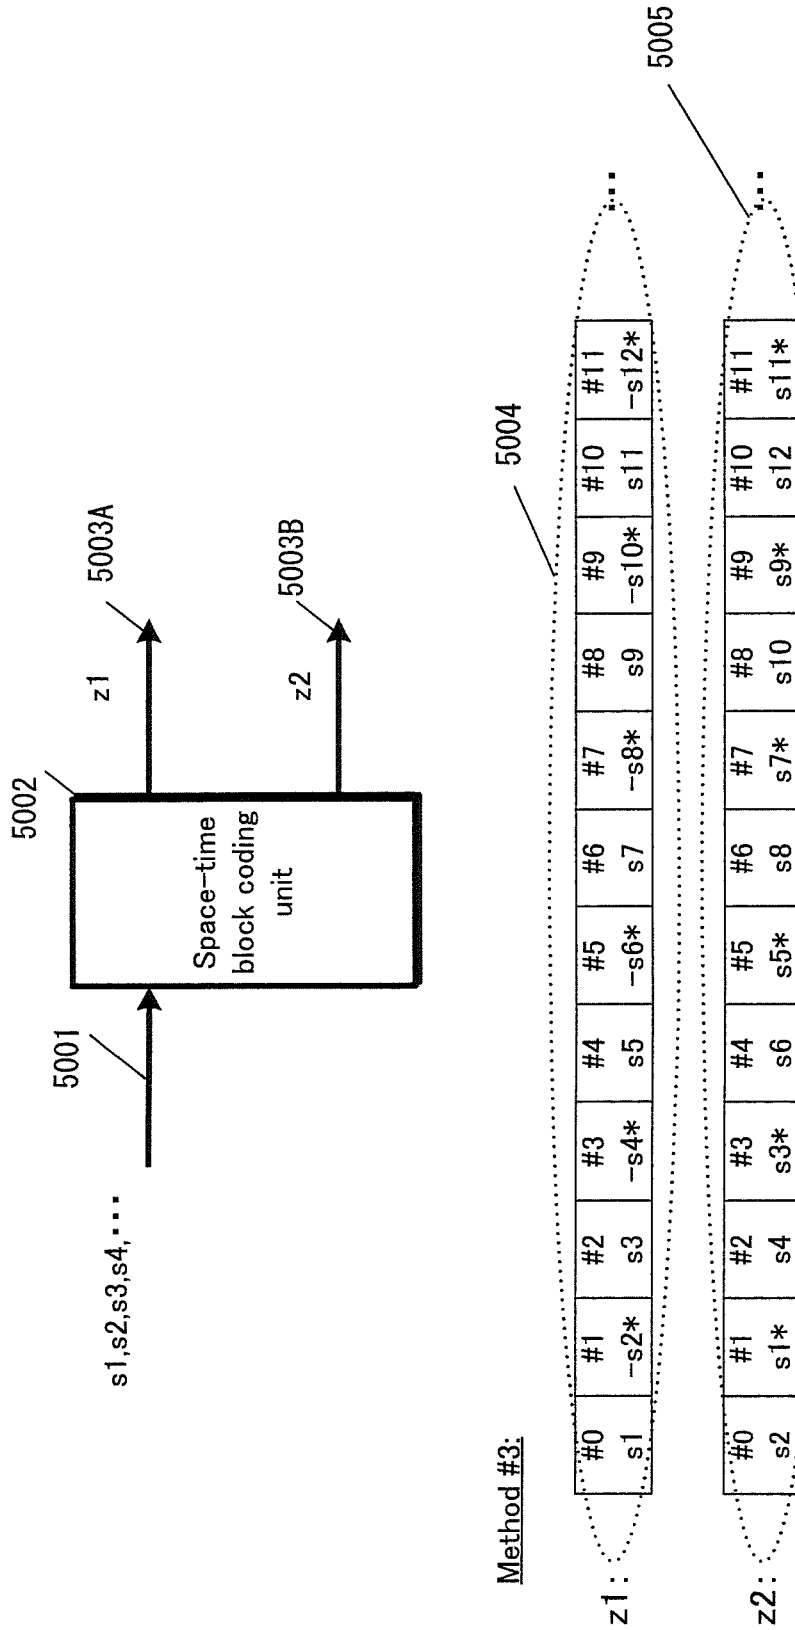 5002
5001
s1,s2,s3,s4,...
Space-time
block coding
unit
z1
5003A
z2
5003B
Method #3:
5004
z1:
#0 #1 #2 #3 #4 #5 #6 #7 #8 #9 #10 #11
s1 -s2* s3 -s4* s5 -s6* s7 -s8* s9 -s10* s11 -s12*
...
5005
z2:
#0 #1 #2 #3 #4 #5 #6 #7 #8 #9 #10 #11
s2 s1* s4 s3* s6 s5* s8 s7* s10 s9* s12 s11*
...